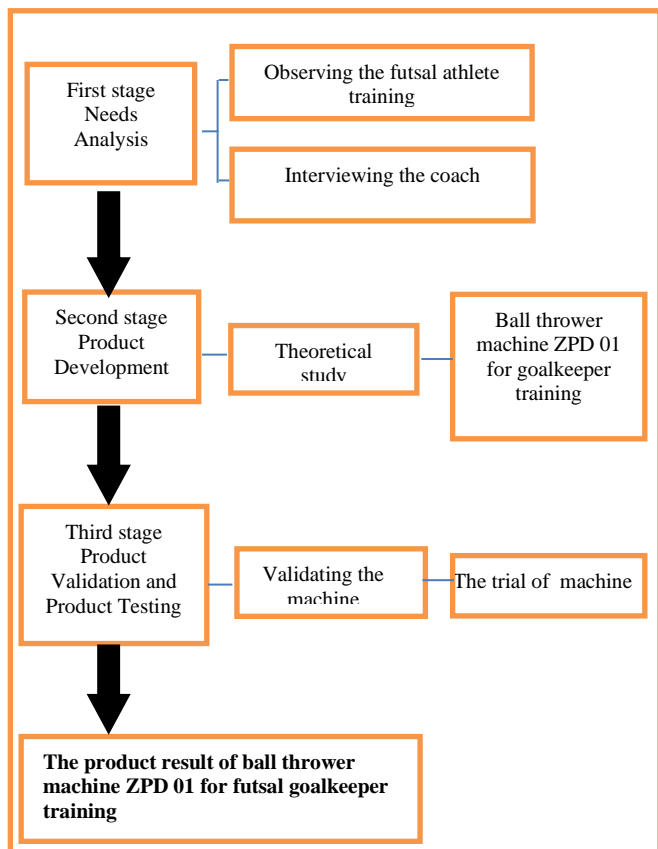 First stage
Needs
Analysis
Observing the futsal athlete
training
Interviewing the coach
Second stage
Product
Development
Theoretical
study
Ball thrower
machine ZPD 01
for goalkeeper
training
Third stage
Product
Validation and
Product Testing
Validating the
machine
The trial of machine
The product result of ball thrower
machine ZPD 01 for futsal goalkeeper
training